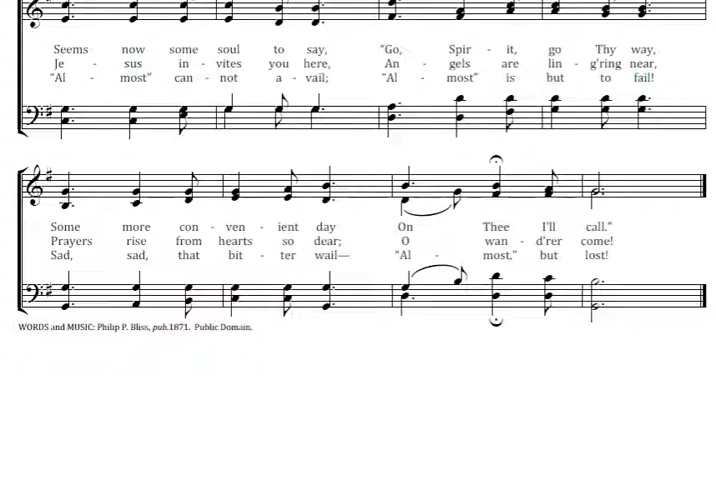 Seems now some soul to say, "Go, Spir - it, go Thy way,
Je - sus in - vites you here, An - gels are lin - g'ring near,
"Al - most" can - not a - vail; "Al - most" is but to fail!
Some more con - ven - ient day On Thee I'll call."
Prayers rise from hearts so dear; O wan - d'rer come!
Sad, sad, that bit - ter wail— "Al - most," but lost!
WORDS and MUSIC: Philip P. Bliss, pub.1871. Public Domain.